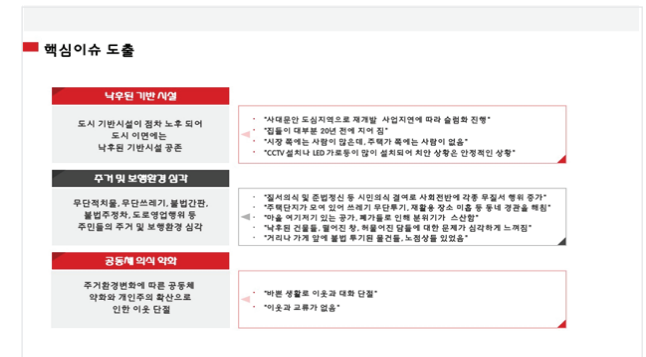 핵심이슈 도출
낙후된 기반 시설
도시 기반시설이 점차 노후 되어
도시 이면에는
낙후된 기반시설 공존
· "사대문안 도심지역으로 재개발 사업지연에 따라 슬럼화 진행"
· "집들이 대부분 20년 전에 지어 짐"
· "시장 쪽에는 사람이 많은데, 주택가 쪽에는 사람이 없음"
· "CCTV 설치나 LED 가로등이 많이 설치되어 치안 상황은 안정적인 상황"
주거 및 보행환경 심각
무단적치물, 무단쓰레기, 불법간판,
불법주정차, 도로영업행위 등
주민들의 주거 및 보행환경 심각
· "질서의식 및 준법정신 등 시민의식 결여로 사회전반에 각종 무질서 행위 증가"
· "주택단지가 모여 있어 쓰레기 무단투기, 재활용 장소 미흡 등 동네 경관을 해침"
· "마을 여기저기 있는 공가, 폐가들로 인해 분위기가 스산함"
· "낙후된 건물들, 떨어진 창, 허물어진 담들에 대한 문제가 심각하게 느껴짐"
· "거리나 가게 앞에 불법 투기된 물건들, 노점상들 있었음"
공동체 의식 약화
주거환경변화에 따른 공동체
약화와 개인주의 확산으로
인한 이웃 단절
· "바쁜 생활로 이웃과 대화 단절"
· "이웃과 교류가 없음"